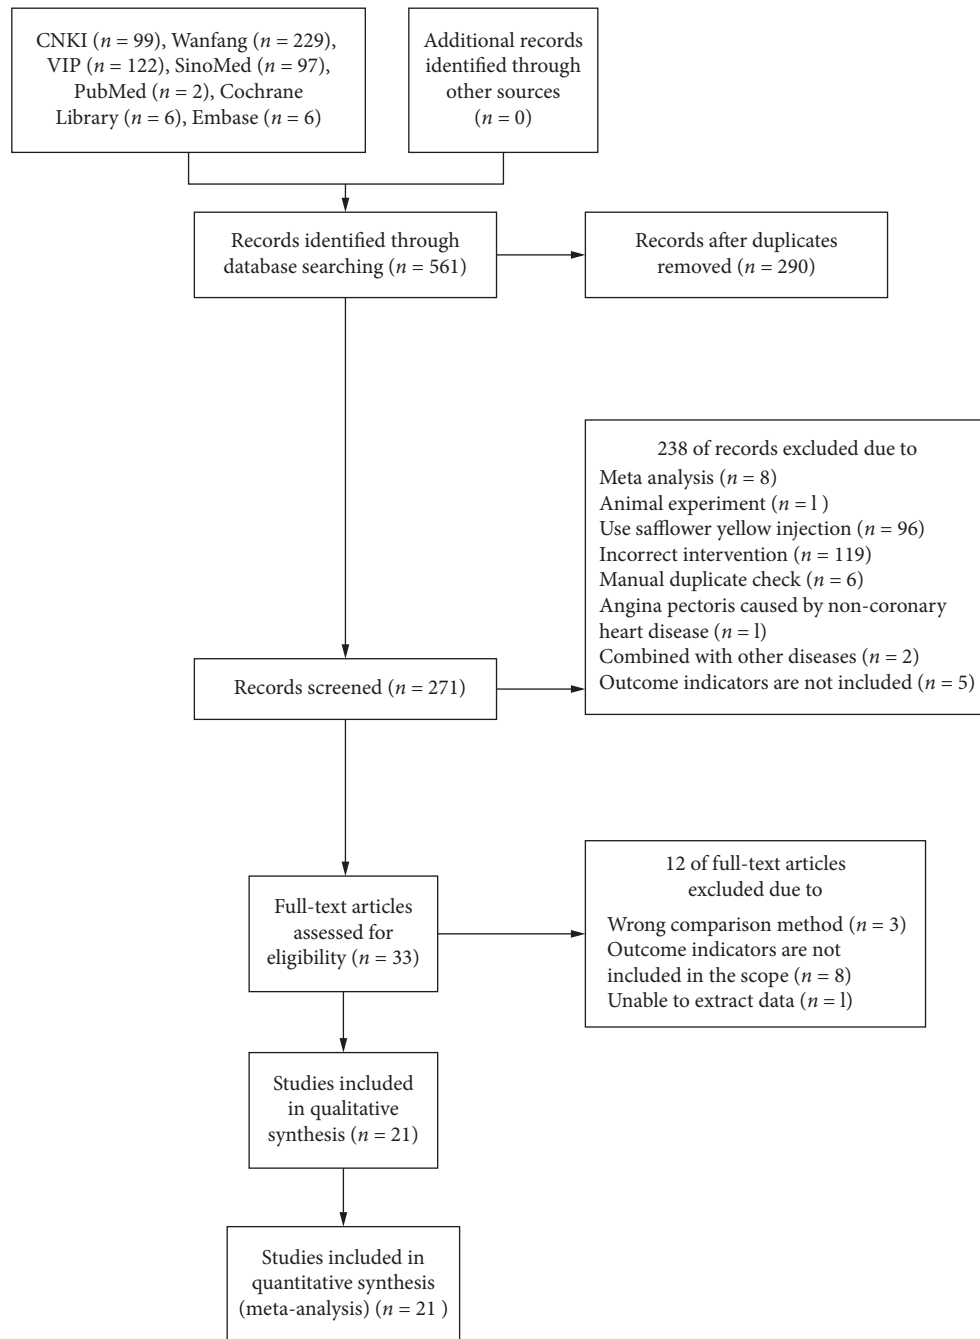 CNKI (n = 99), Wanfang (n = 229),
VIP (n = 122), SinoMed (n = 97),
PubMed (n = 2), Cochrane
Library (n = 6), Embase (n = 6)
Additional records
identified through
other sources
(n = 0)
Records identified through
database searching (n = 561)
Records after duplicates
removed (n = 290)
238 of records excluded due to
Meta analysis (n = 8)
Animal experiment (n = l )
Use safflower yellow injection (n = 96)
Incorrect intervention (n = 119)
Manual duplicate check (n = 6)
Angina pectoris caused by non-coronary
heart disease (n = l)
Combined with other diseases (n = 2)
Outcome indicators are not included (n = 5)
Records screened (n = 271)
12 of full-text articles
excluded due to
Wrong comparison method (n = 3)
Outcome indicators are not
included in the scope (n = 8)
Unable to extract data (n = l)
Full-text articles
assessed for
eligibility (n = 33)
Studies included
in qualitative
synthesis (n = 21)
Studies included in
quantitative synthesis
(meta-analysis) (n = 21 )